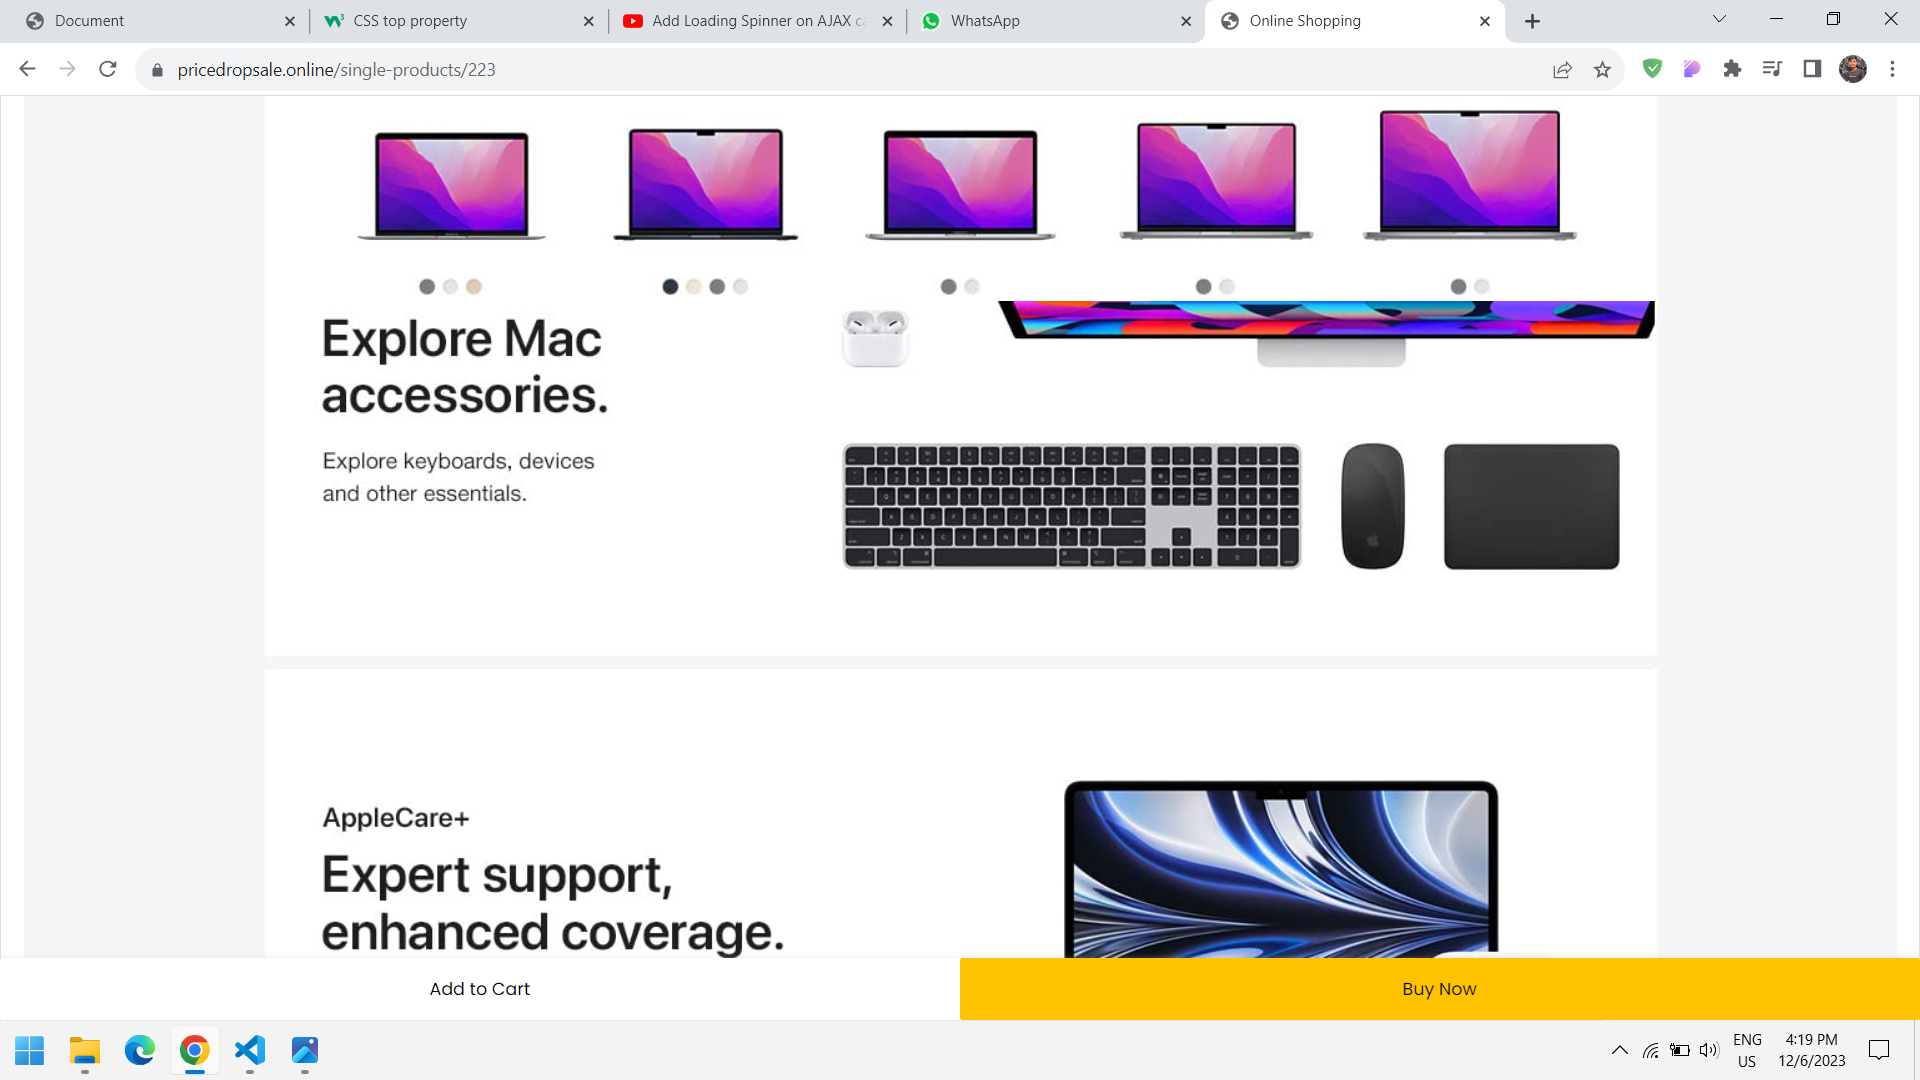 Document
CSS top property
Add Loading Spinner on AJAX ca
WhatsApp
Online Shopping
pricedropsale.online/single-products/223
Explore Mac
accessories.
Explore keyboards, devices
and other essentials.
AppleCare+
Expert support,
enhanced coverage.
Add to Cart
Buy Now
ENG
US
4:19 PM
12/6/2023